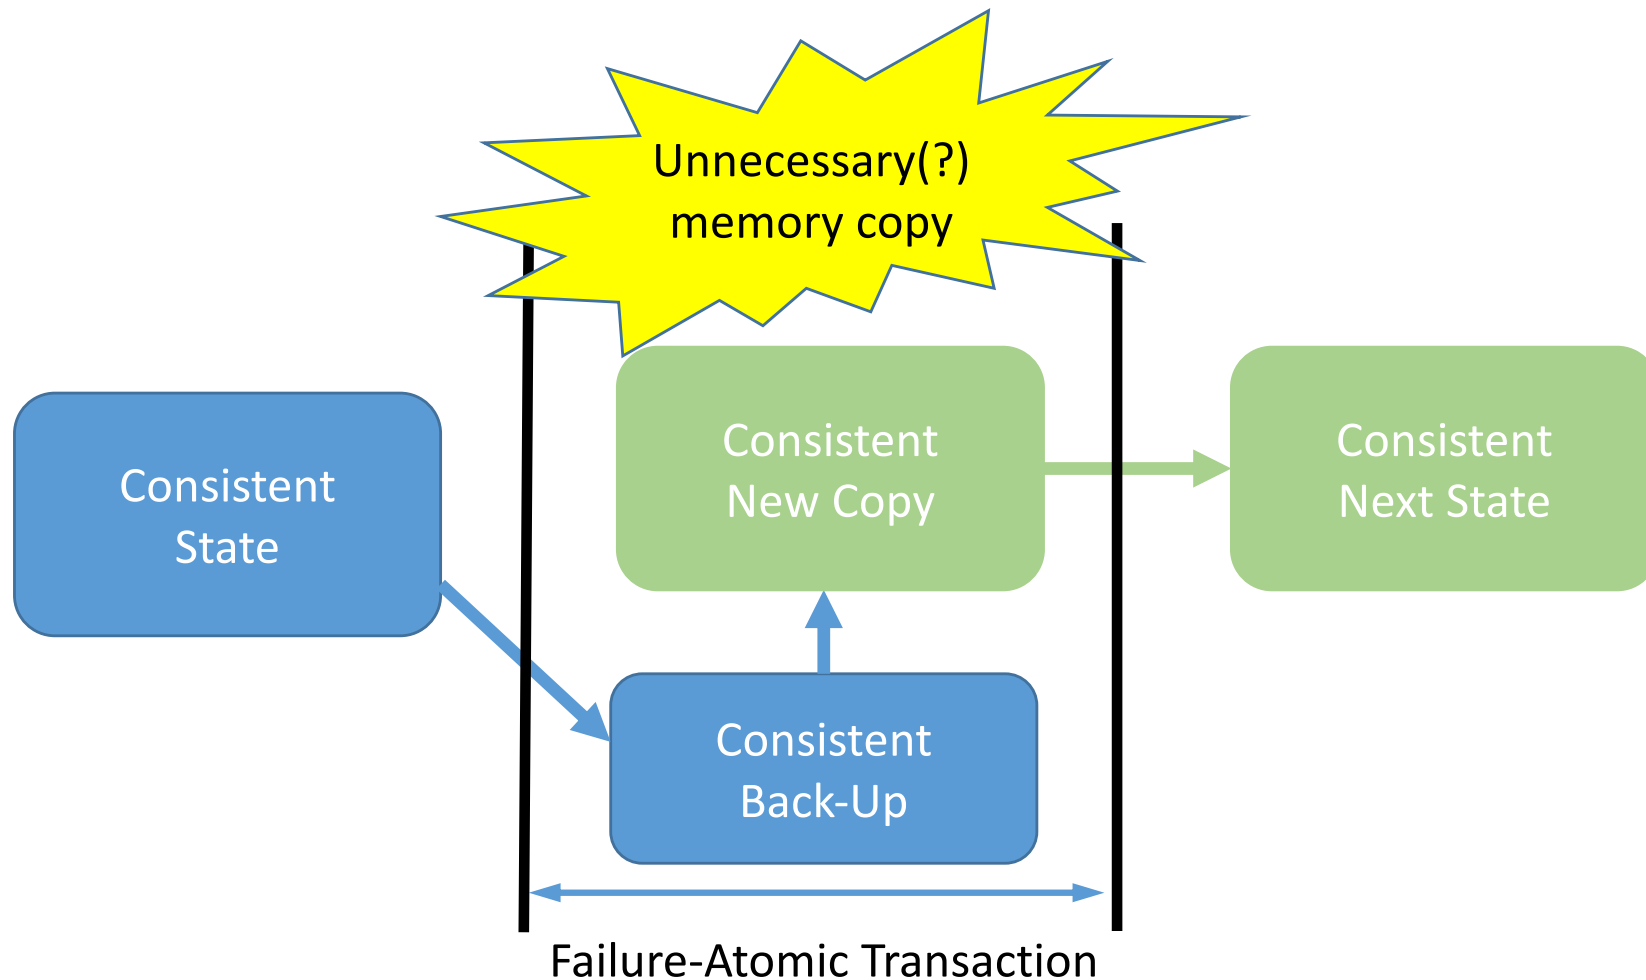 Unnecessary(?)
memory copy
Consistent
State
Consistent
New Copy
Consistent
Next State
Consistent
Back-Up
Failure-Atomic Transaction